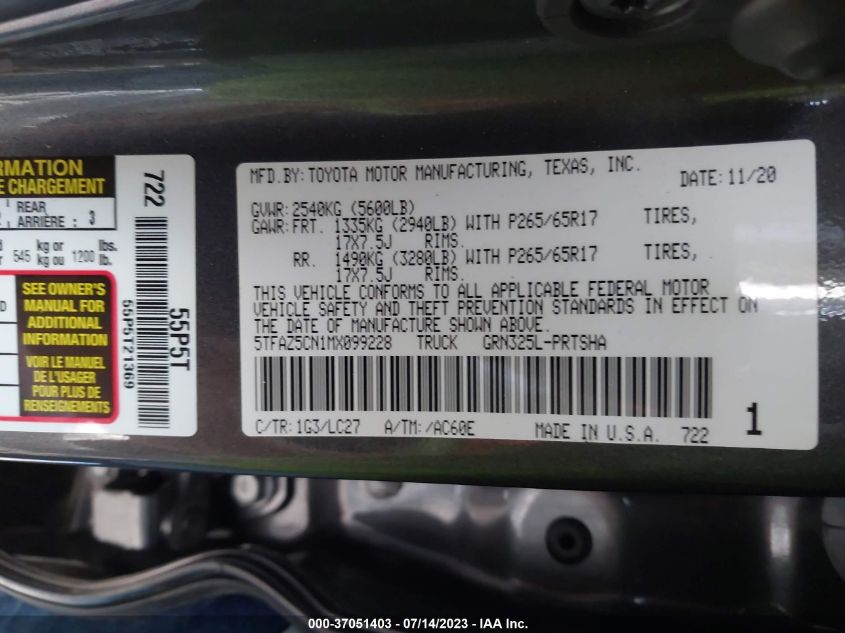 RMATION
E CHARGEMENT
REAR
ARRIÈRE : 3
545 kg or kg ou 1200 lbs. lb.
SEE OWNER'S
MANUAL FOR
ADDITIONAL
INFORMATION
VOIR LE MANUEL
DE L'USAGER
POUR PLUS DE
RENSEIGNEMENTS
722
55P5T21369
55P5T
MFD.BY:TOYOTA MOTOR MANUFACTURING, TEXAS, INC. DATE:11/20
GVWR:2540KG (5600LB)
GAWR:FRT. 1335KG (2940LB) WITH P265/65R17 TIRES,
17X7.5J RIMS.
RR. 1490KG (3280LB) WITH P265/65R17 TIRES,
17X7.5J RIMS.
THIS VEHICLE CONFORMS TO ALL APPLICABLE FEDERAL MOTOR
VEHICLE SAFETY AND THEFT PREVENTION STANDARDS IN EFFECT ON
THE DATE OF MANUFACTURE SHOWN ABOVE.
5TFAZ5CN1MX099228 TRUCK GRN325L-PRTSHA
C/TR:1G3/LC27 A/TM:/AC60E MADE IN U.S.A. 722 1
000-37051403 - 07/14/2023 - IAA Inc.